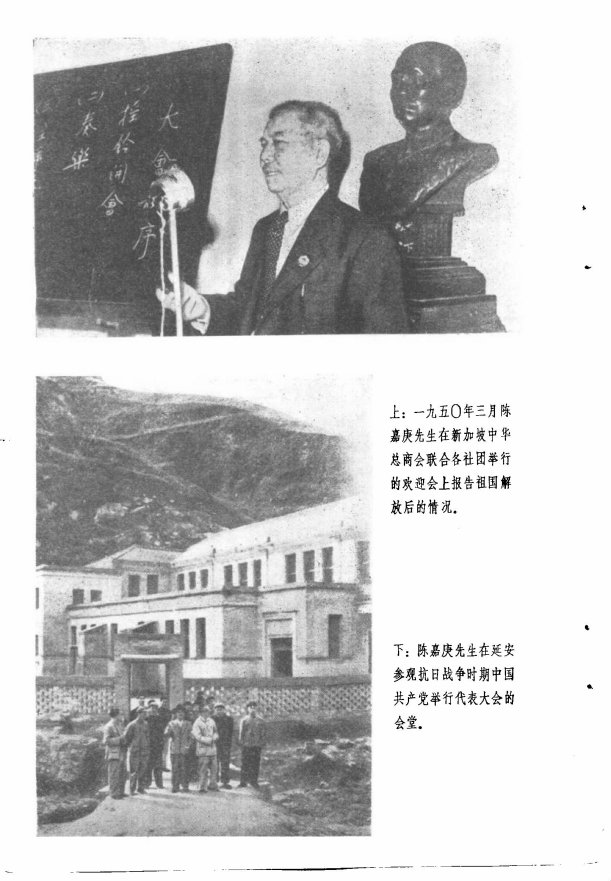 大會秩序
(一)搖鈴開會
(二)奏樂
上：一九五〇年三月陈
嘉庚先生在新加坡中华
总商会联合各社团举行
的欢迎会上报告祖国解
放后的情况。
下：陈嘉庚先生在延安
参观抗日战争时期中国
共产党举行代表大会的
会堂。